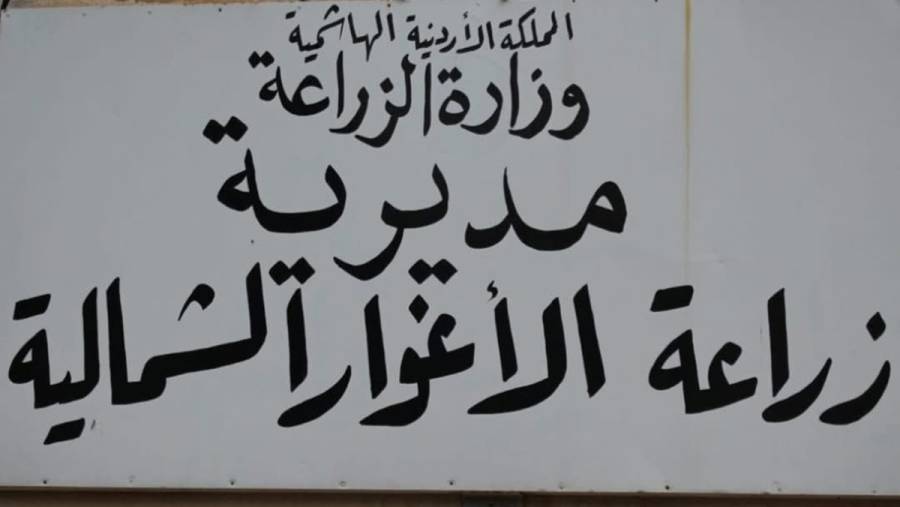 المملكة الأردنية الهاشمية
وزارة الزراعة
مديرية
زراعة الأغوار الشمالية